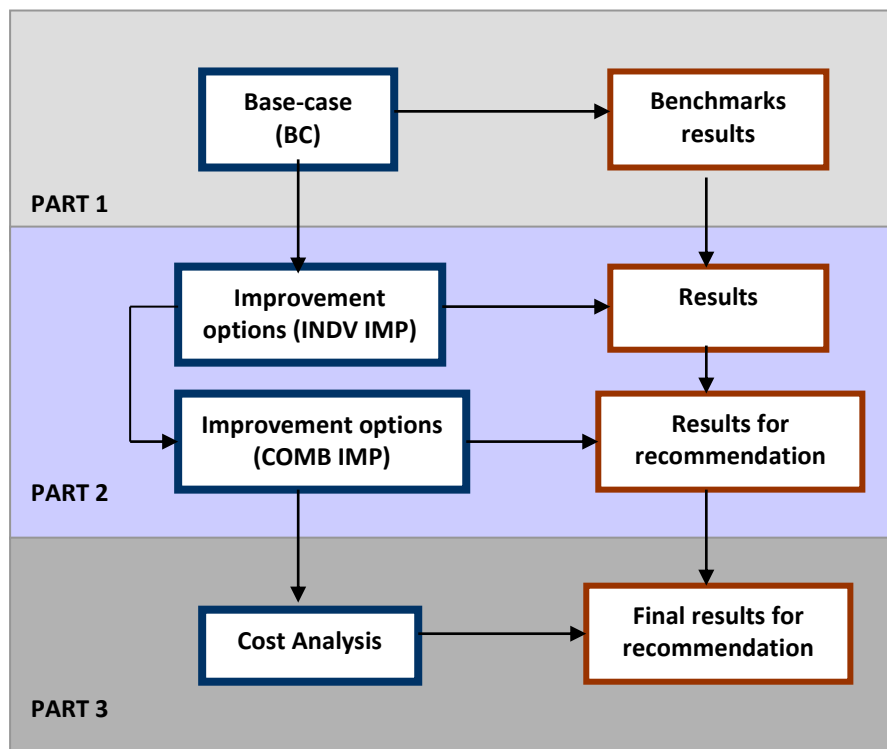 Base-case
(BC)
Benchmarks
results
PART 1
Improvement
options (INDV IMP)
Results
Improvement options
(COMB IMP)
Results for
recommendation
PART 2
Cost Analysis
Final results for
recommendation
PART 3